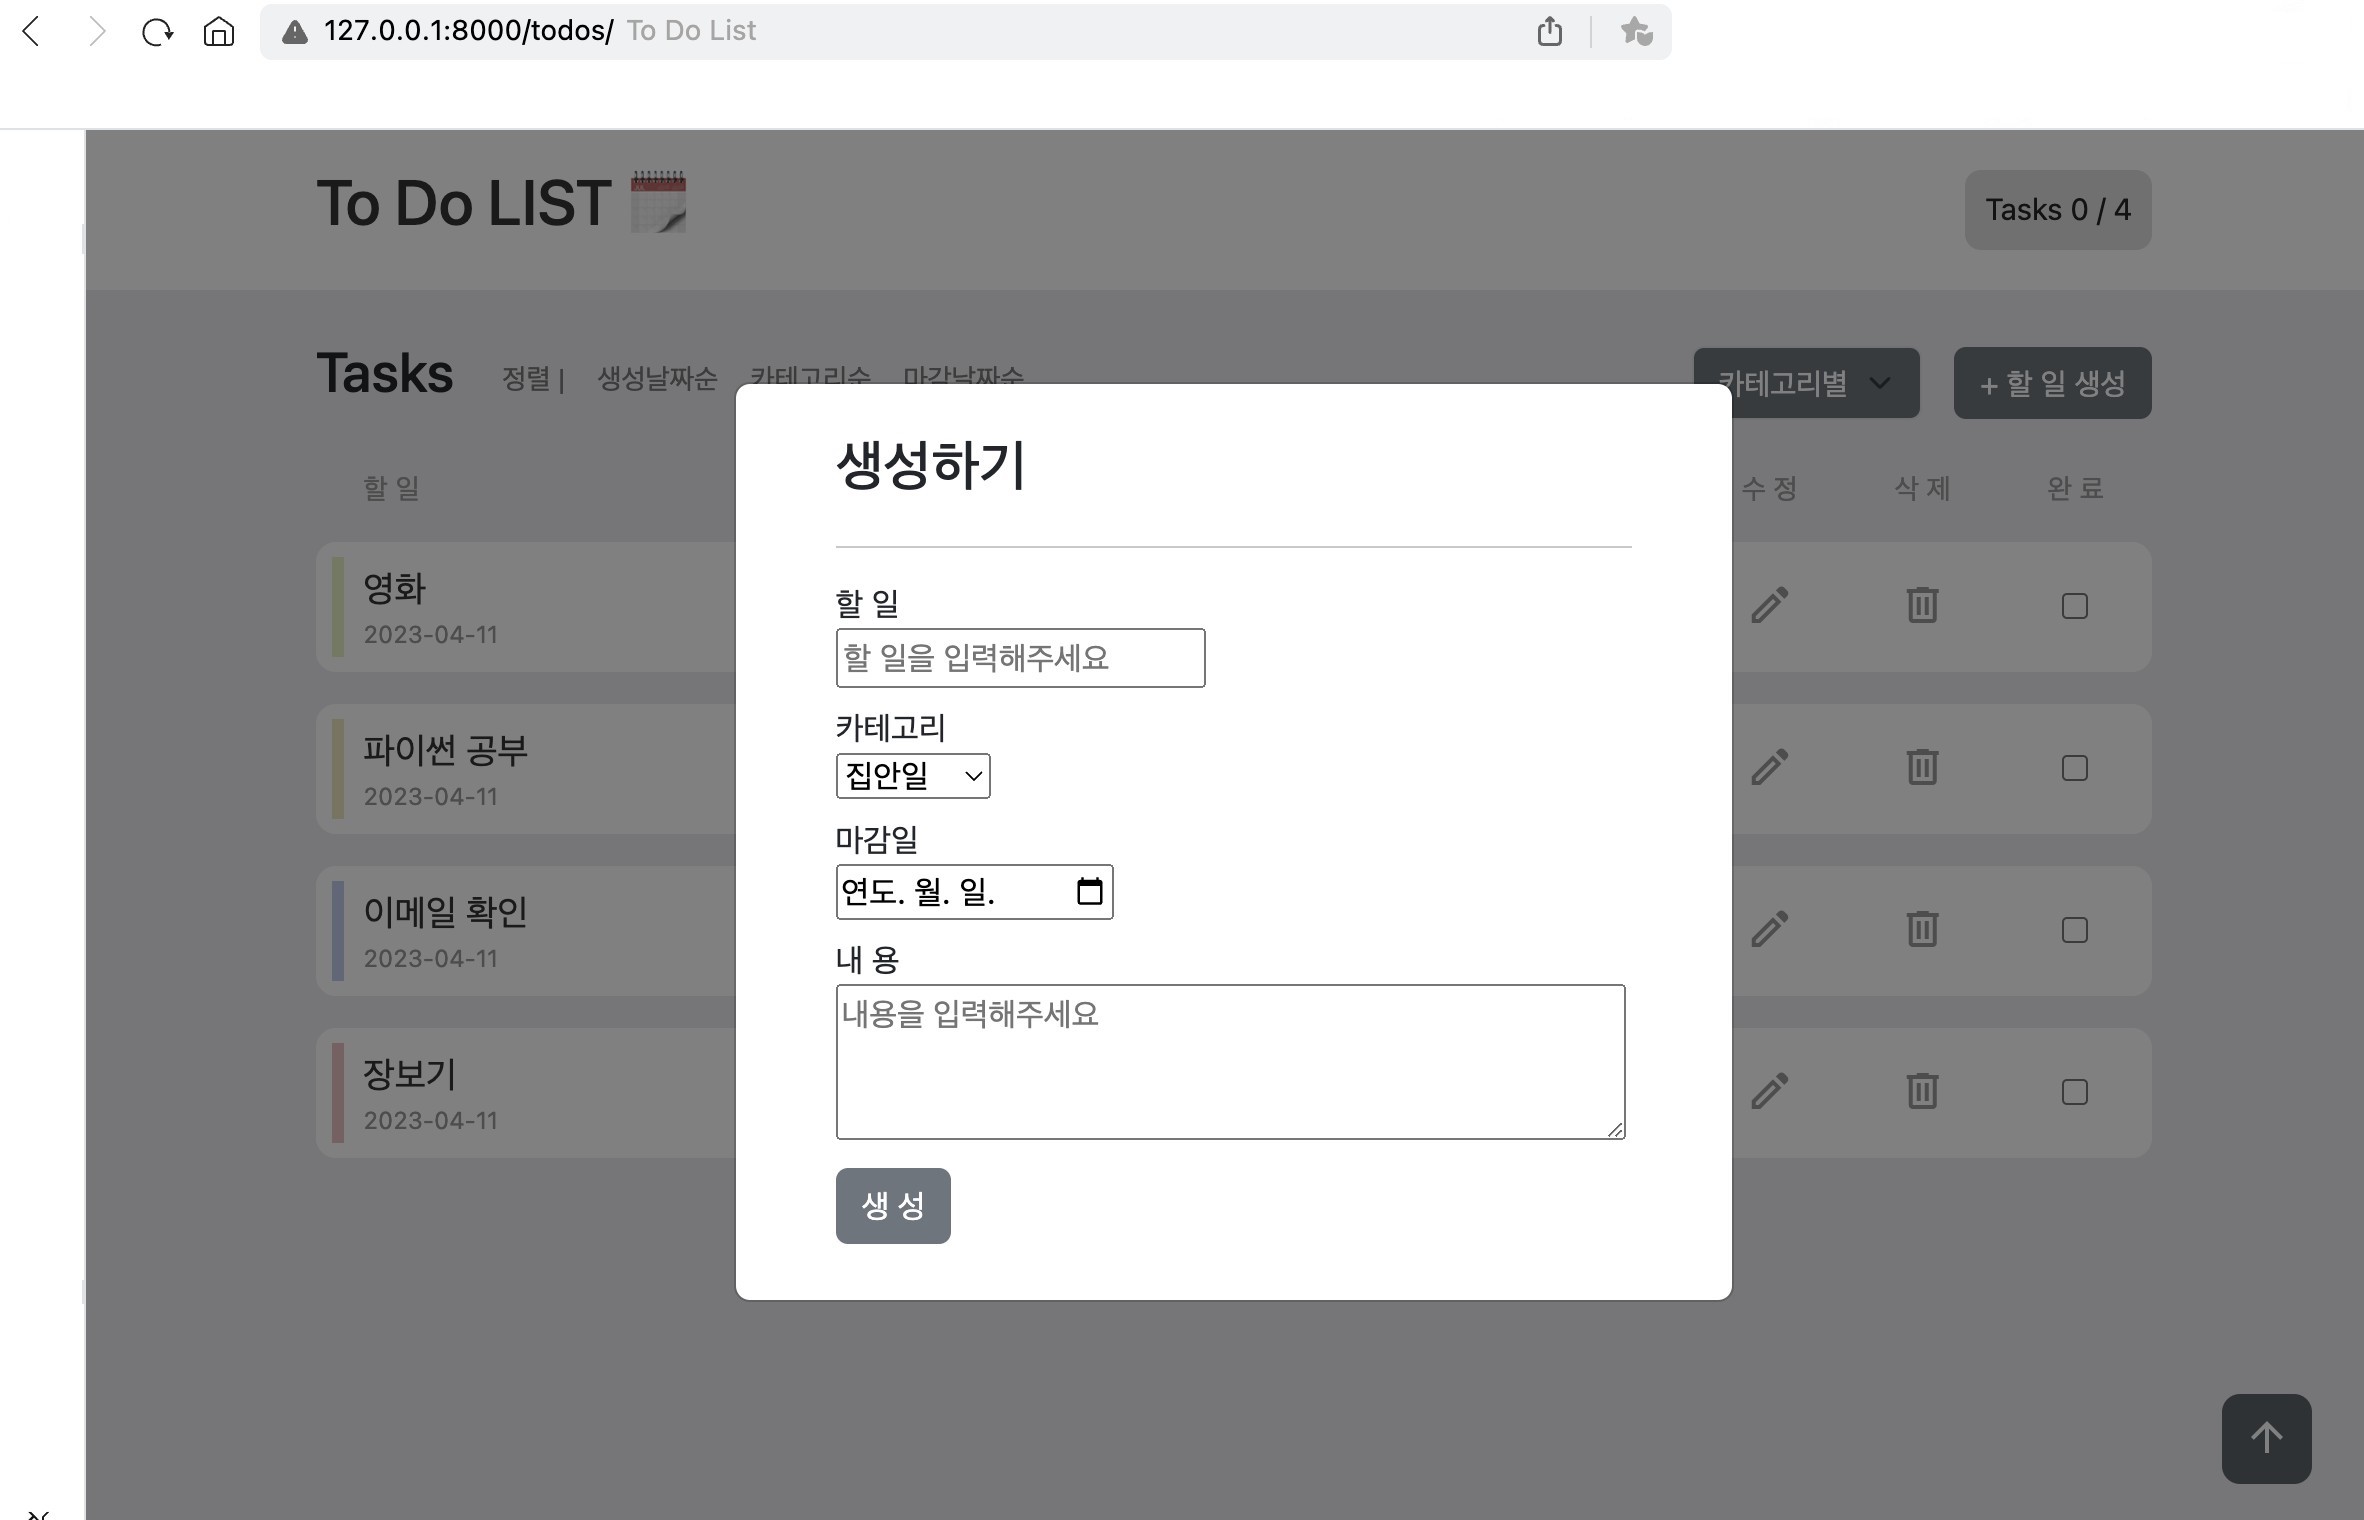 127.0.0.1:8000/todos/ To Do List
To Do LIST
Tasks 0 / 4
Tasks 정렬 | 생성날짜순 카테고리순 마감날짜순
카테고리별
+ 할 일 생성
할 일
수 정 삭 제 완 료
영화
2023-04-11
파이썬 공부
2023-04-11
이메일 확인
2023-04-11
장보기
2023-04-11
생성하기
할 일
할 일을 입력해주세요
카테고리
집안일
마감일
연도. 월. 일.
내 용
내용을 입력해주세요
생 성